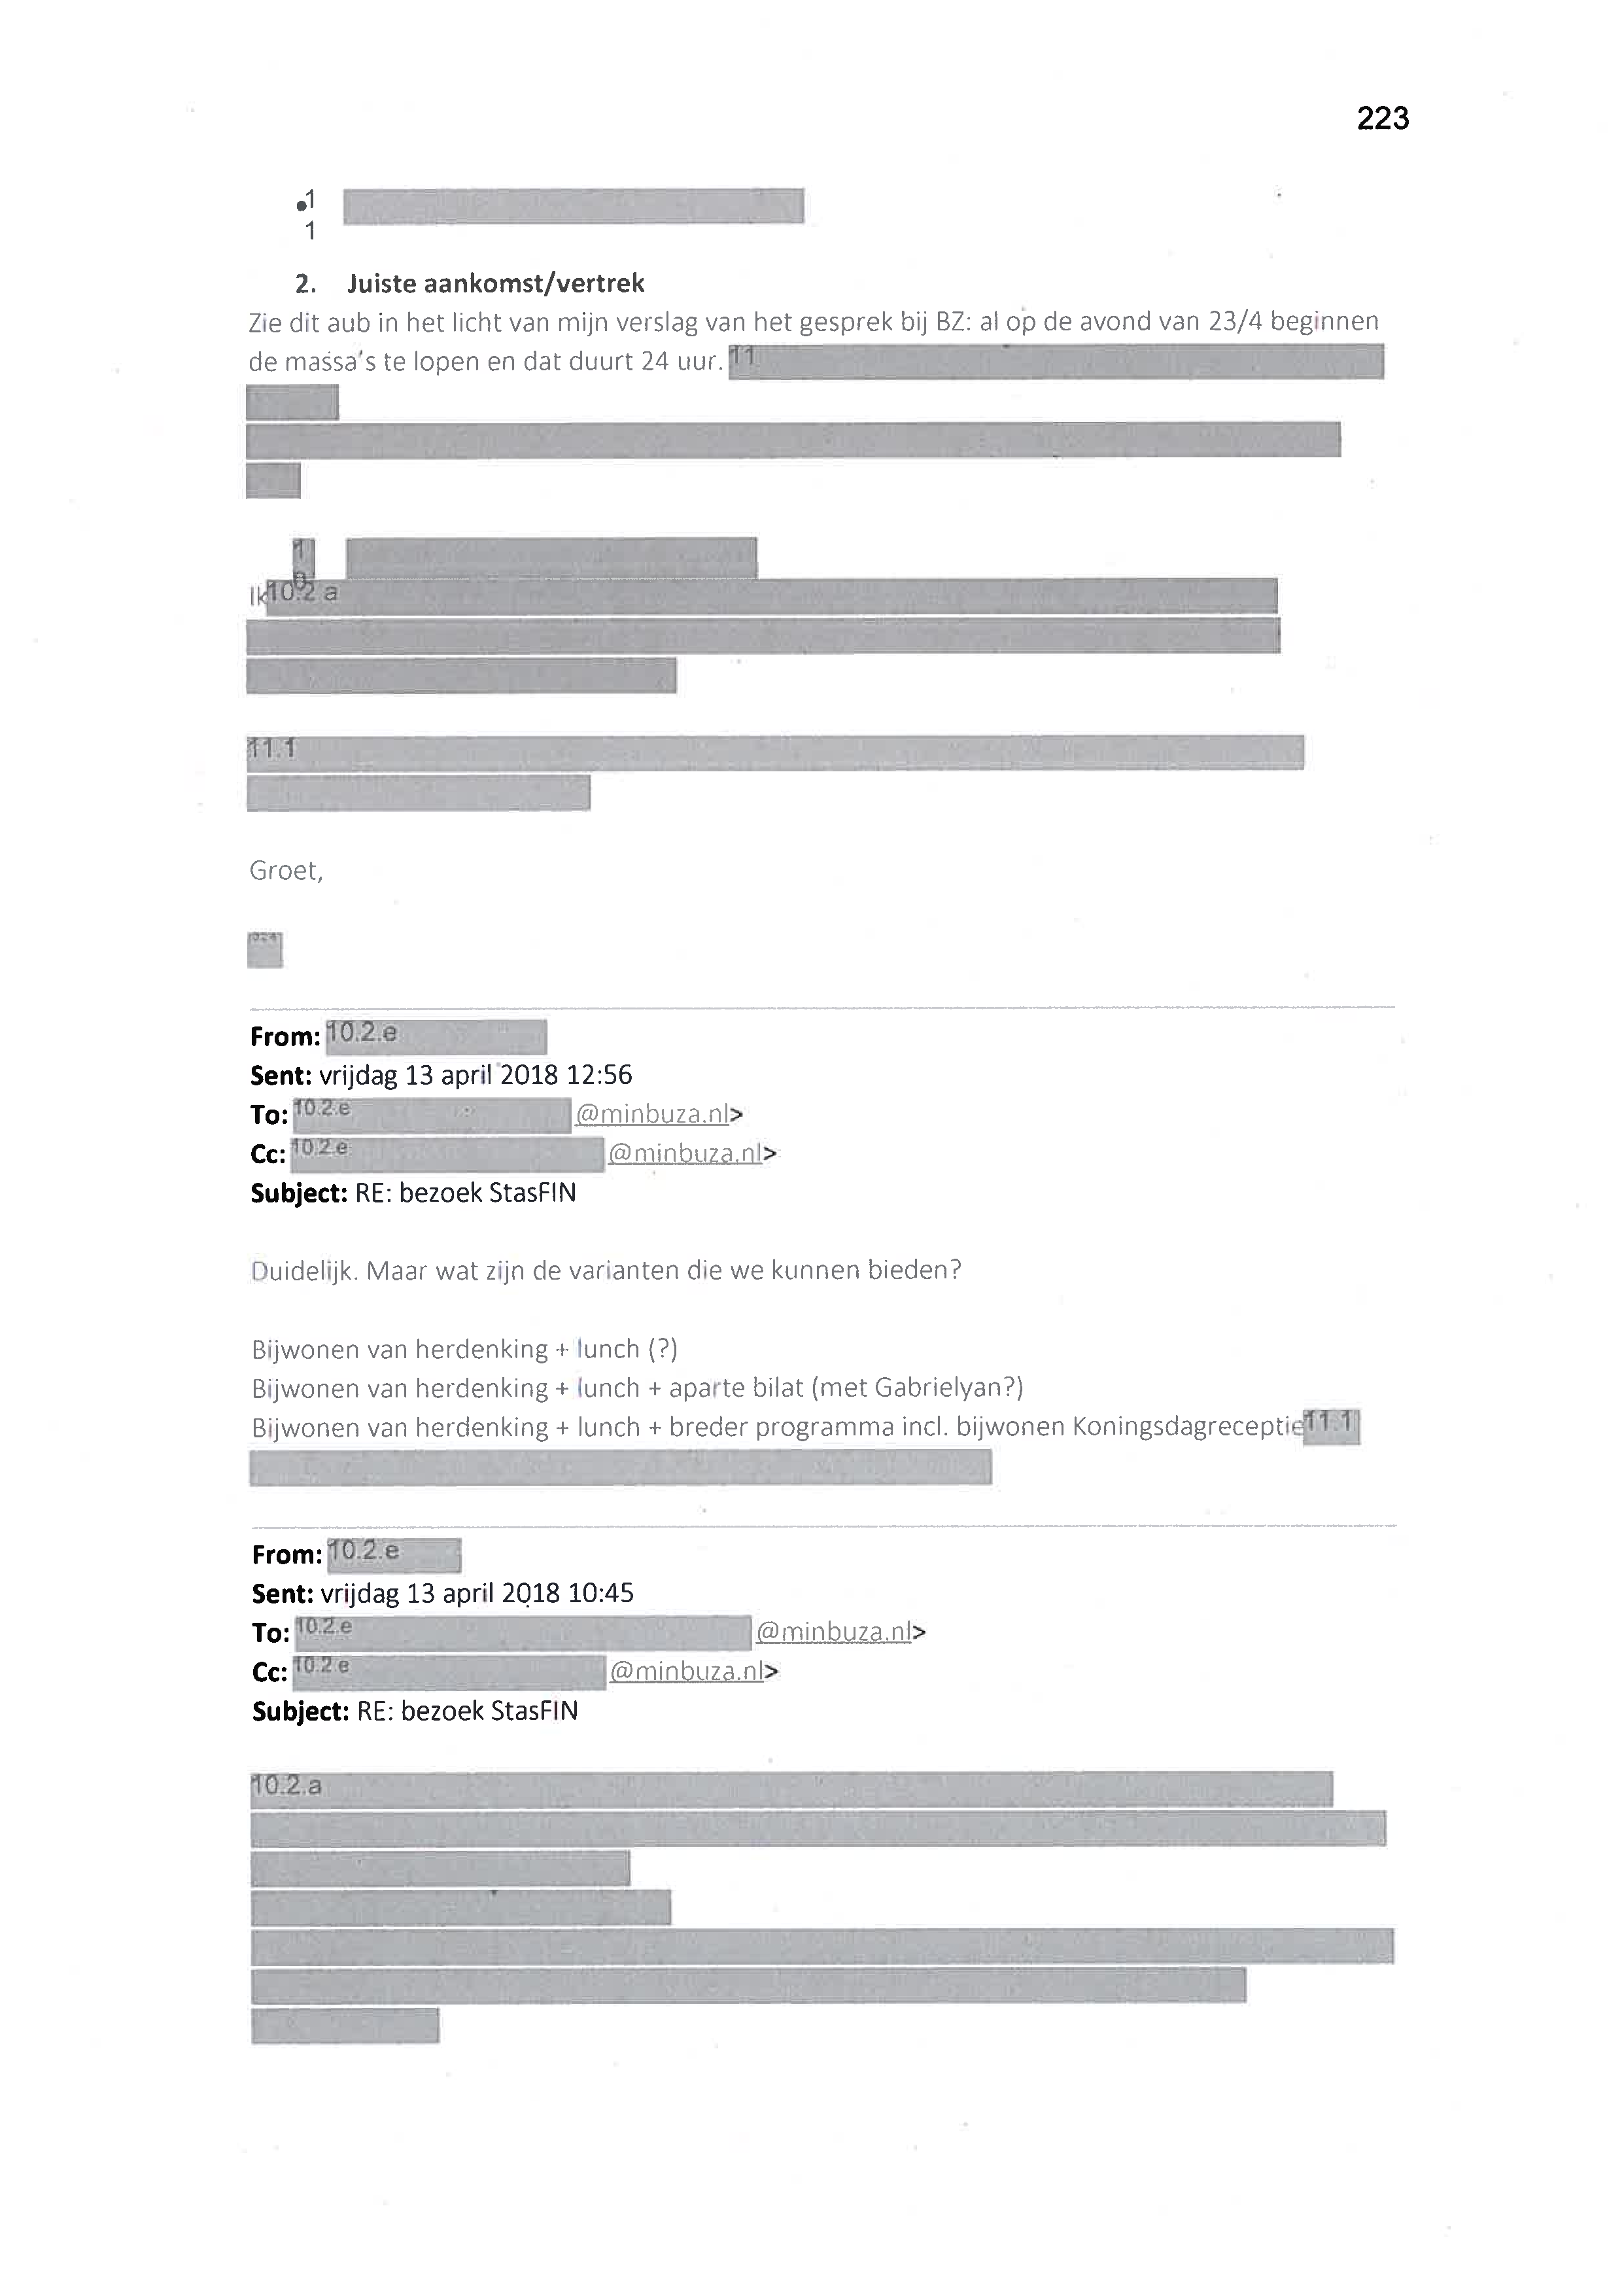 223
•1
1
2. Juiste aankomst/vertrek
Zie dit aub in het licht van mijn verslag van het gesprek bij BZ: al op de avond van 23/4 beginnen
de massa's te lopen en dat duurt 24 uur. 11
1
Ik 10.2 a
11.1
Groet,
From: 10.2.e
Sent: vrijdag 13 april 2018 12:56
To: 10.2.e @minbuza.nl>
Cc: 10.2.e @minbuza.nl>
Subject: RE: bezoek StasFIN
Duidelijk. Maar wat zijn de varianten die we kunnen bieden?
Bijwonen van herdenking + lunch (?)
Bijwonen van herdenking + lunch + aparte bilat (met Gabrielyan?)
Bijwonen van herdenking + lunch + breder programma incl. bijwonen Koningsdagreceptie 11.1
From: 10.2.e
Sent: vrijdag 13 april 2018 10:45
To: 10.2.e @minbuza.nl>
Cc: 10.2 e @minbuza.nl>
Subject: RE: bezoek StasFIN
10.2.a